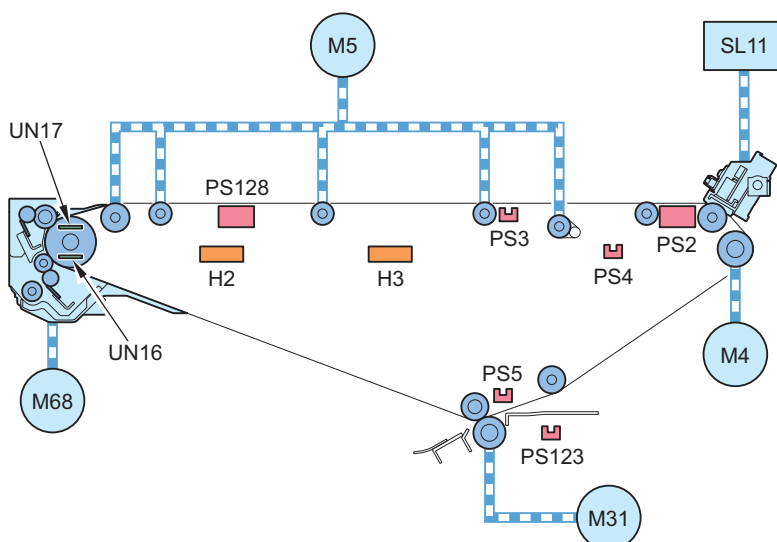 M5
SL11
UN17
PS128
PS3
PS2
H2
H3
PS4
UN16
M4
PS5
M68
PS123
M31